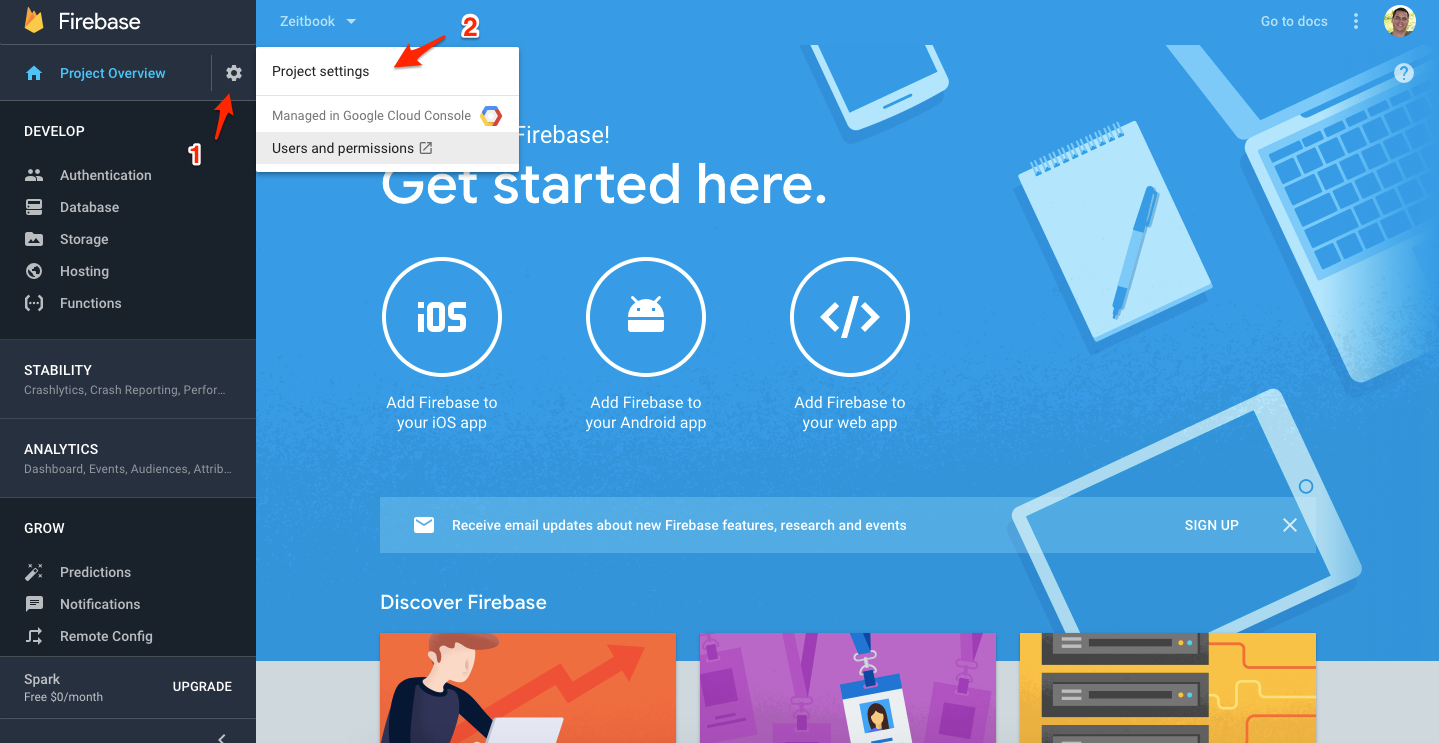 Firebase
Zeitbook
2
Go to docs
Project Overview
Project settings
Managed in Google Cloud Console
Users and permissions
1
DEVELOP
Authentication
Database
Storage
Hosting
Functions
STABILITY
Crashlytics, Crash Reporting, Perfor…
ANALYTICS
Dashboard, Events, Audiences, Attrib…
GROW
Predictions
Notifications
Remote Config
Spark
Free $0/month
UPGRADE
Firebase!
Get started here.
iOS
Add Firebase to
your iOS app
Add Firebase to
your Android app
</>
Add Firebase to
your web app
?
Receive email updates about new Firebase features, research and events
SIGN UP
Discover Firebase